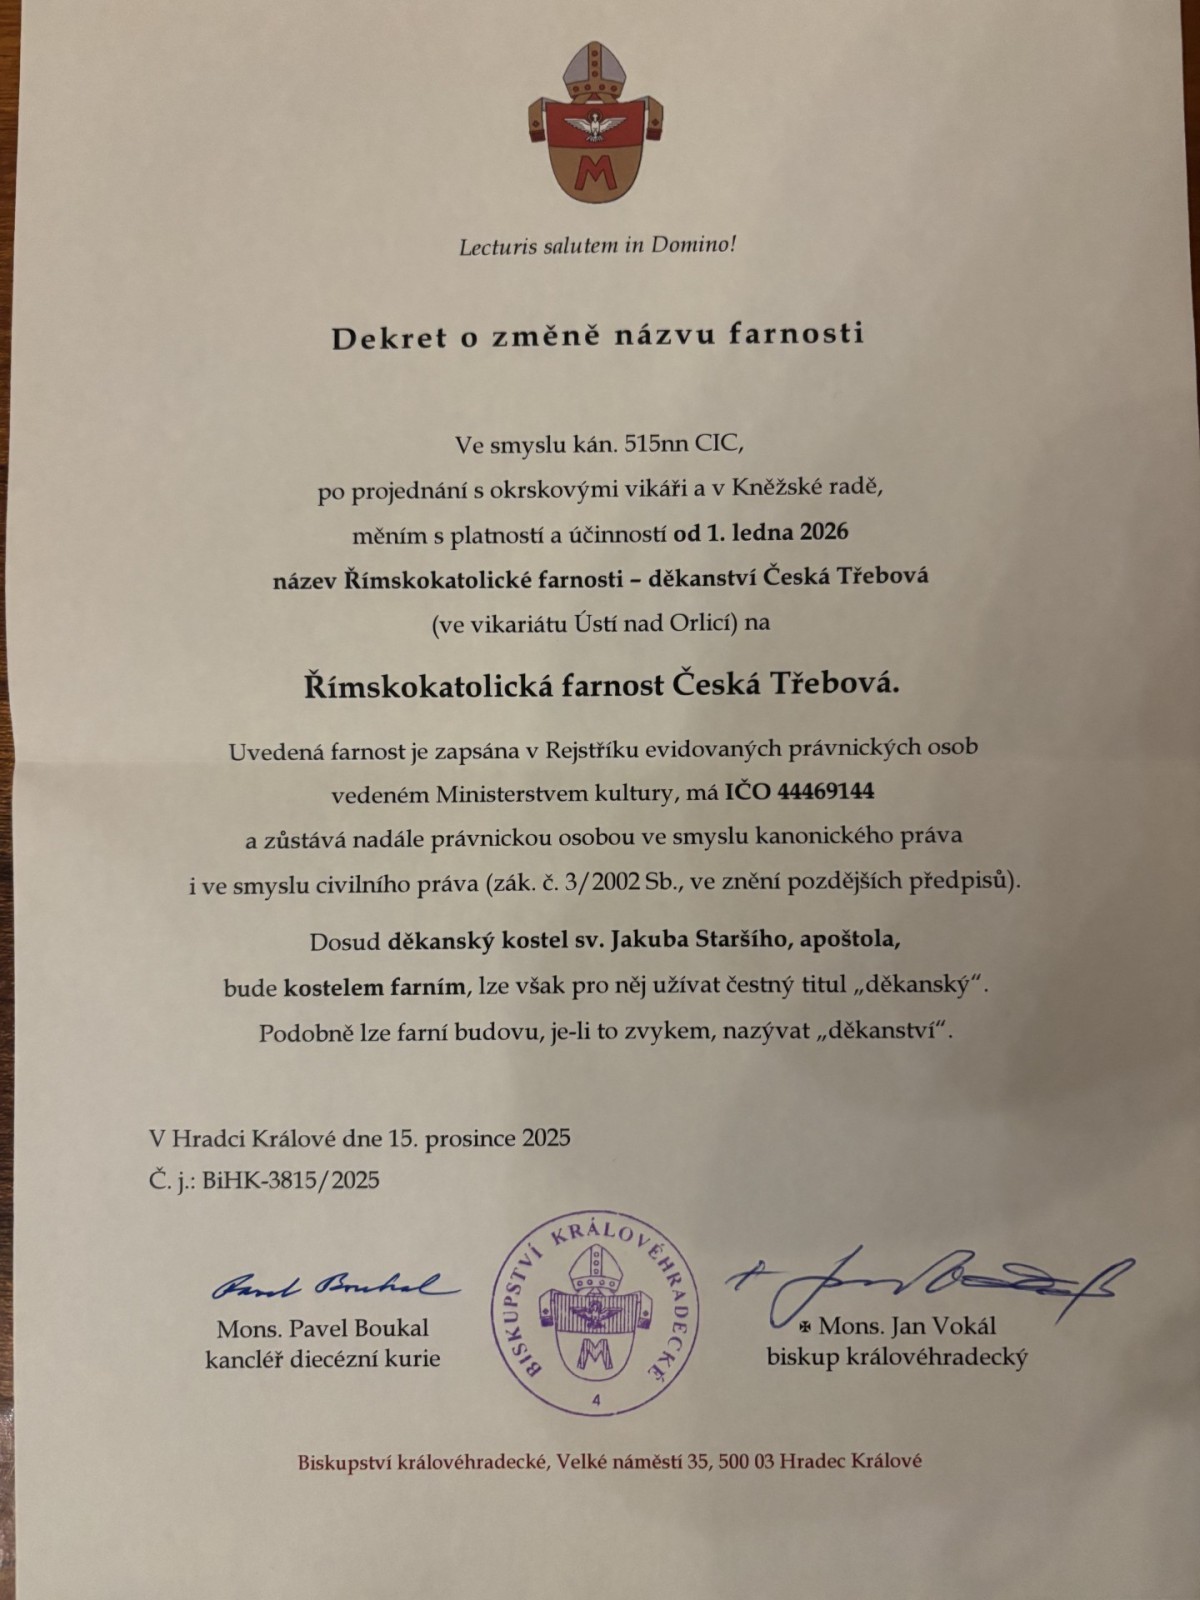 Lecturis salutem in Domino!
Dekret o změně názvu farnosti
Ve smyslu kán. 515nn CIC,
po projednání s okrskovými vikáři a v Kněžské radě,
měním s platností a účinností od 1. ledna 2026
název Římskokatolické farnosti – děkanství Česká Třebová
(ve vikariátu Ústí nad Orlicí) na
Římskokatolická farnost Česká Třebová.
Uvedená farnost je zapsána v Rejstříku evidovaných právnických osob
vedeném Ministerstvem kultury, má IČO 44469144
a zůstává nadále právnickou osobou ve smyslu kanonického práva
i ve smyslu civilního práva (zák. č. 3/2002 Sb., ve znění pozdějších předpisů).
Dosud děkanský kostel sv. Jakuba Staršího, apoštola,
bude kostelem farním, lze však pro něj užívat čestný titul „děkanský“.
Podobně lze farní budovu, je-li to zvykem, nazývat „děkanství“.
V Hradci Králové dne 15. prosince 2025
Č. j.: BiHK-3815/2025
Pavel Boukal
Mons. Pavel Boukal
kancléř diecézní kurie
BISKUPSTVÍ KRÁLOVÉHRADECKÉ
4
✠ Mons. Jan Vokál
biskup královéhradecký
Biskupství královéhradecké, Velké náměstí 35, 500 03 Hradec Králové